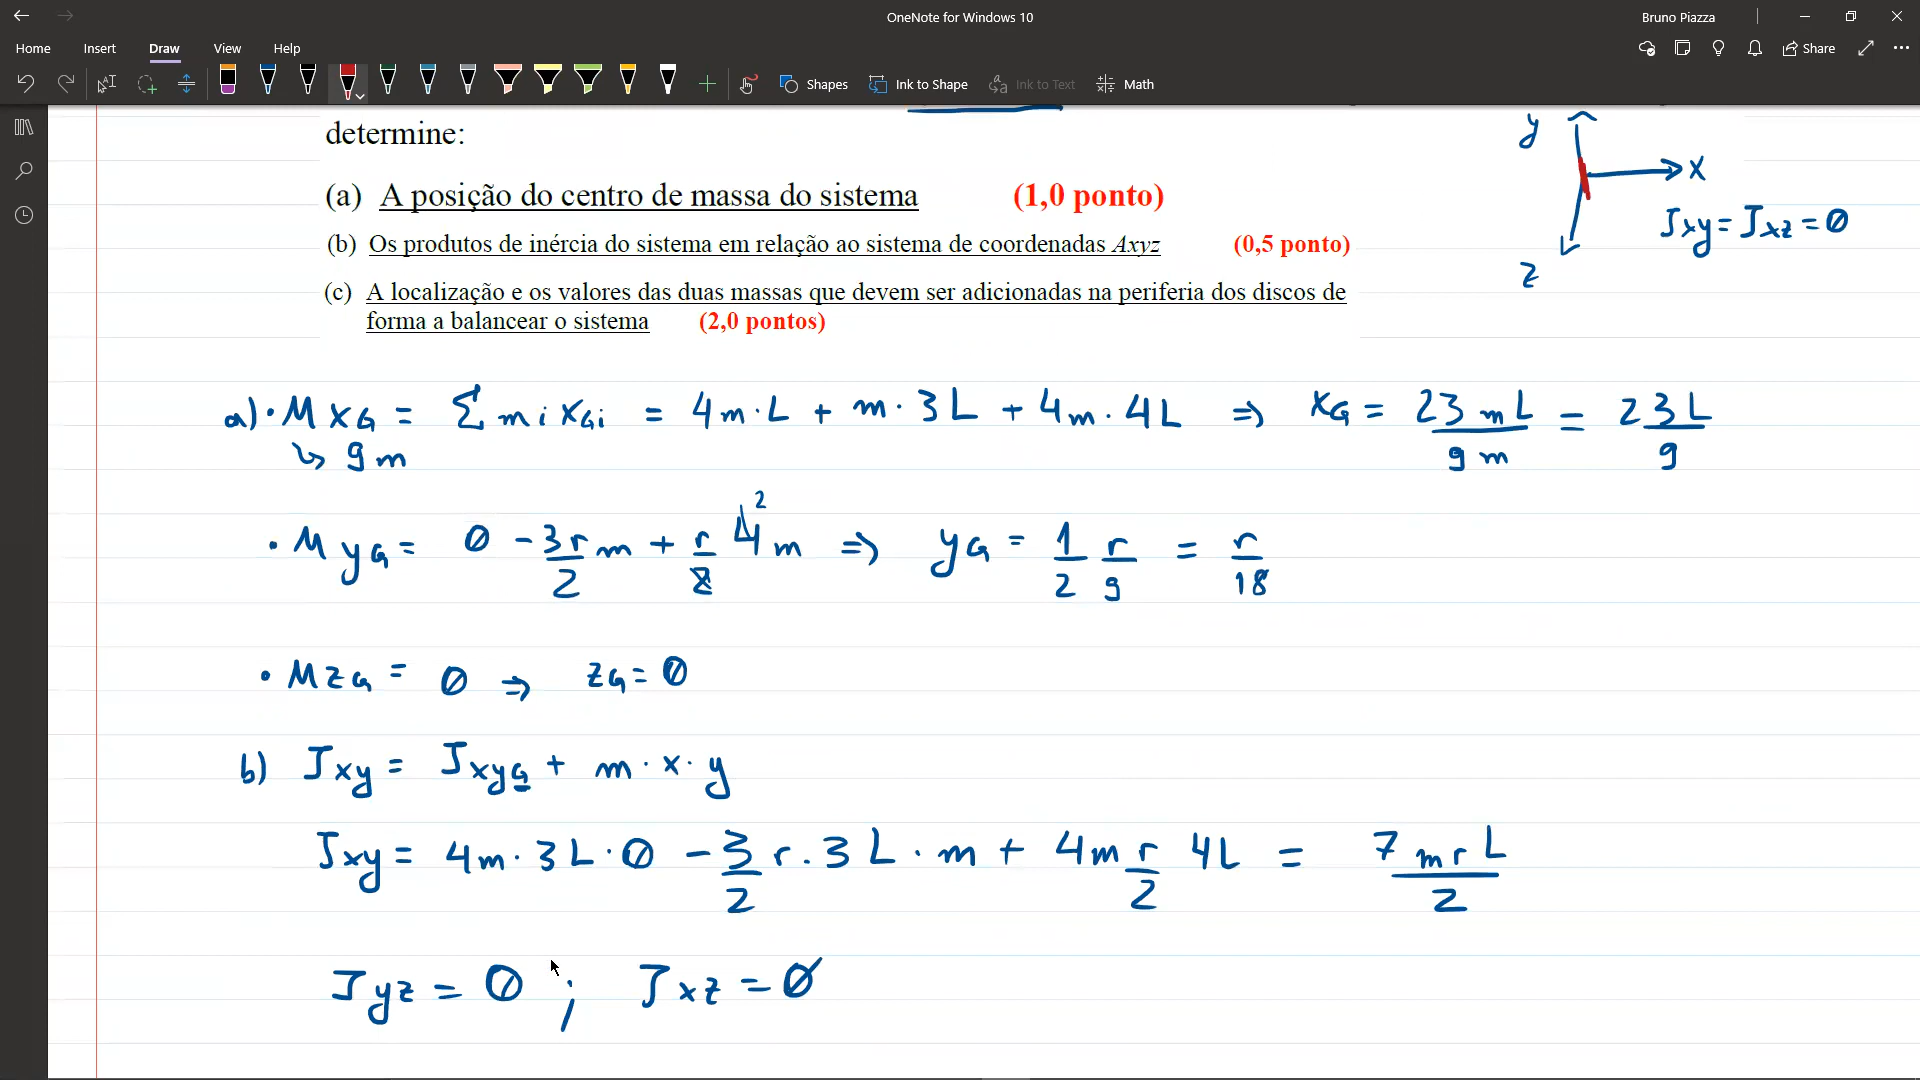 OneNote for Windows 10
Bruno Piazza
Home Insert Draw View Help
Share
Shapes Ink to Shape Ink to Text Math
determine:
(a) A posição do centro de massa do sistema (1,0 ponto)
(b) Os produtos de inércia do sistema em relação ao sistema de coordenadas Axyz (0,5 ponto)
(c) A localização e os valores das duas massas que devem ser adicionadas na periferia dos discos de
forma a balancear o sistema (2,0 pontos)
y
x
Jxy = Jxz = 0
z
a) • M xG = Σ mi xGi = 4m · L + m · 3L + 4m · 4L ⇒ xG = 23 mL / 9m = 23L / 9
↳ 9m
• M yG = 0 - 3r/2 m + r/2 4² m ⇒ yG = 1/2 r/9 = r/18
• M zG = 0 ⇒ zG = 0
b) Jxy = JxyG + m · x · y
Jxy = 4m · 3L · 0 - 3/2 r · 3L · m + 4m r/2 4L = 7 mrL / 2
Jyz = 0 ; Jxz = 0